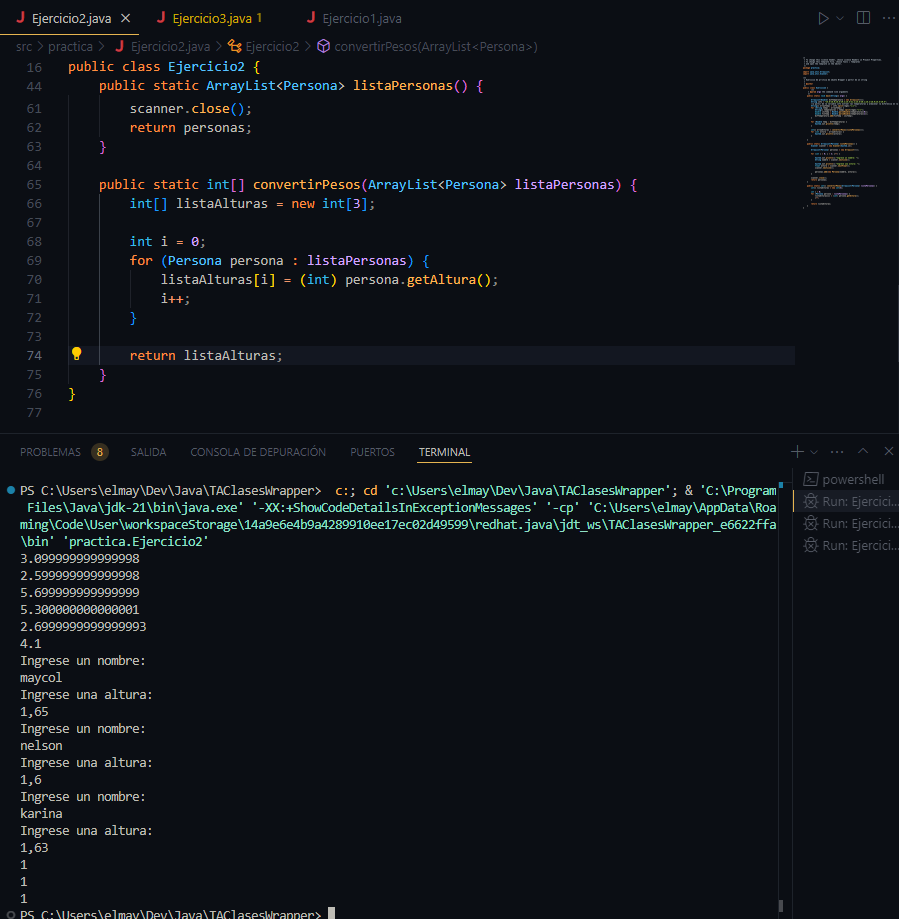 Ejercicio2.java
Ejercicio3.java 1
Ejercicio1.java
src > practica > Ejercicio2.java > Ejercicio2 > convertirPesos(ArrayList<Persona>)
16 public class Ejercicio2 {
44 public static ArrayList<Persona> listaPersonas() {
61 scanner.close();
62 return personas;
63 }
64
65 public static int[] convertirPesos(ArrayList<Persona> listaPersonas) {
66 int[] listaAlturas = new int[3];
67
68 int i = 0;
69 for (Persona persona : listaPersonas) {
70 listaAlturas[i] = (int) persona.getAltura();
71 i++;
72 }
73
74 return listaAlturas;
75 }
76 }
77
PROBLEMAS 8 SALIDA CONSOLA DE DEPURACIÓN PUERTOS TERMINAL
powershell
Run: Ejercici...
Run: Ejercici...
Run: Ejercici...
PS C:\Users\elmay\Dev\Java\TAClasesWrapper>  c:; cd 'c:\Users\elmay\Dev\Java\TAClasesWrapper'; & 'C:\Program
 Files\Java\jdk-21\bin\java.exe' '-XX:+ShowCodeDetailsInExceptionMessages' '-cp' 'C:\Users\elmay\AppData\Roa
ming\Code\User\workspaceStorage\14a9e6e4b9a4289910ee17ec02d49599\redhat.java\jdt_ws\TAClasesWrapper_e6622ffa
\bin' 'practica.Ejercicio2'
3.099999999999998
2.599999999999998
5.699999999999999
5.300000000000001
2.6999999999999993
4.1
Ingrese un nombre:
maycol
Ingrese una altura:
1,65
Ingrese un nombre:
nelson
Ingrese una altura:
1,6
Ingrese un nombre:
karina
Ingrese una altura:
1,63
1
1
1
PS C:\Users\elmay\Dev\Java\TAClasesWrapper>